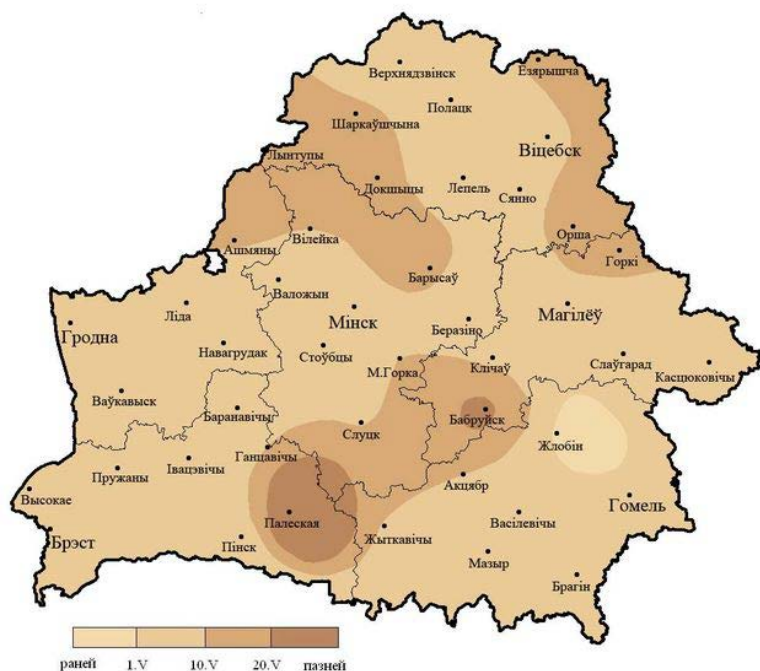 Езярышча
Верхнядзвінск
Полацк
Шаркаўшчына
Віцебск
Лынтупы
Докшыцы
Лепель
Сянно
Орша
Вілейка
Ашмяны
Горкі
Барысаў
Валожын
Ліда
Мінск
Беразіно
Магілёў
Гродна
Навагрудак
Стоўбцы
М.Горка
Клічаў
Слаўгарад
Касцюковічы
Ваўкавыск
Баранавічы
Бабруйск
Слуцк
Жлобін
Ганцавічы
Пружаны
Івацэвічы
Акцябр
Высокае
Гомель
Палеская
Васілевічы
Брэст
Пінск
Жыткавічы
Мазыр
Брагін
раней 1.V 10.V 20.V пазней